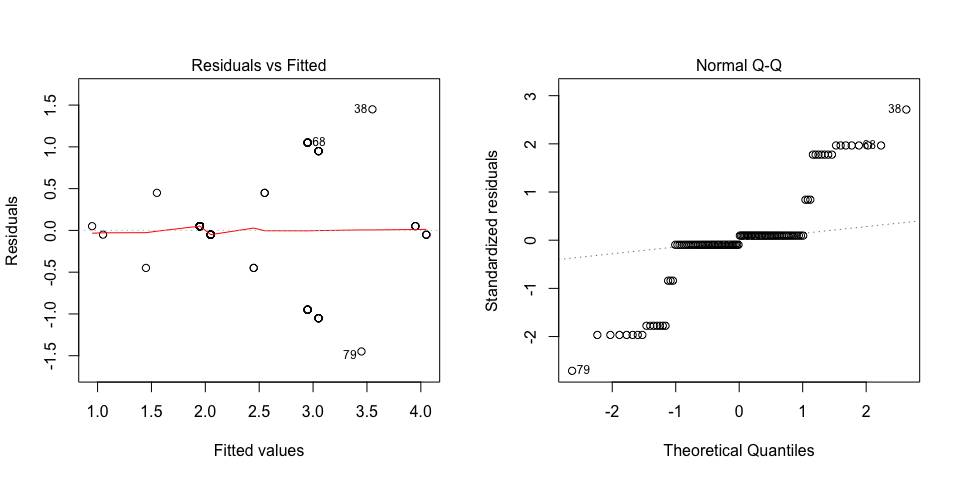 Residuals vs Fitted
Residuals
1.5
1.0
0.5
0.0
-0.5
-1.0
-1.5
38
68
79
1.0 1.5 2.0 2.5 3.0 3.5 4.0
Fitted values
Normal Q-Q
Standardized residuals
3
2
1
0
-1
-2
38
68
79
-2 -1 0 1 2
Theoretical Quantiles